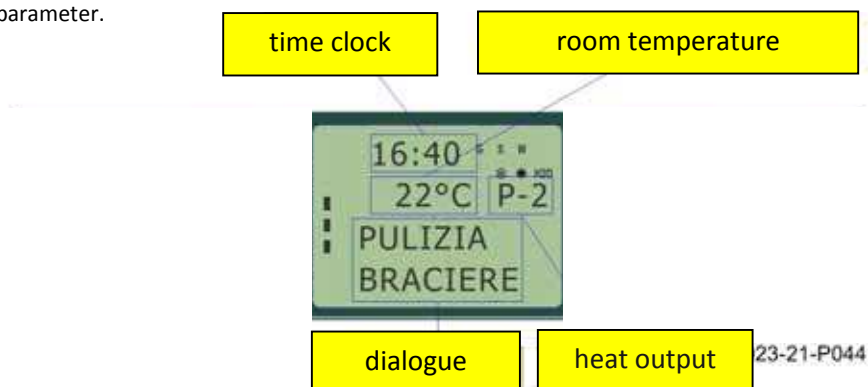 parameter.
time clock
room temperature
16:40
22°C P-2
PULIZIA
BRACIERE
dialogue
heat output
23-21-P044